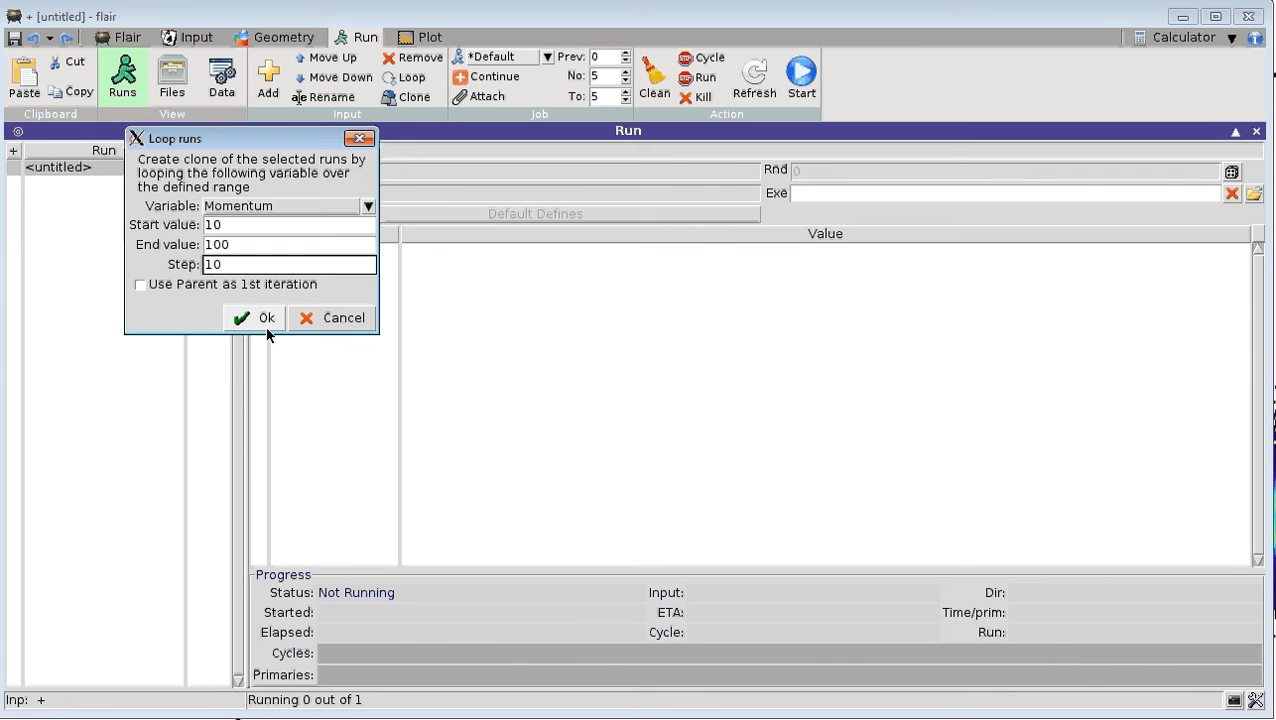 + [untitled] - flair
Flair Input Geometry Run Plot Calculator
Paste Cut Copy Clipboard
Runs Files Data View
Add Move Up Move Down Rename Remove Loop Clone Input
*Default Continue Attach Prev: 0 No: 5 To: 5 Job
Clean Cycle Run Kill Refresh Start Action
Run
+ Run
<untitled>
Loop runs
Create clone of the selected runs by
looping the following variable over
the defined range
Variable: Momentum
Start value: 10
End value: 100
Step: 10
Use Parent as 1st iteration
Ok Cancel
Rnd 0
Exe
Default Defines
Value
Progress
Status: Not Running Input: Dir:
Started: ETA: Time/prim:
Elapsed: Cycle: Run:
Cycles:
Primaries:
Inp: + Running 0 out of 1